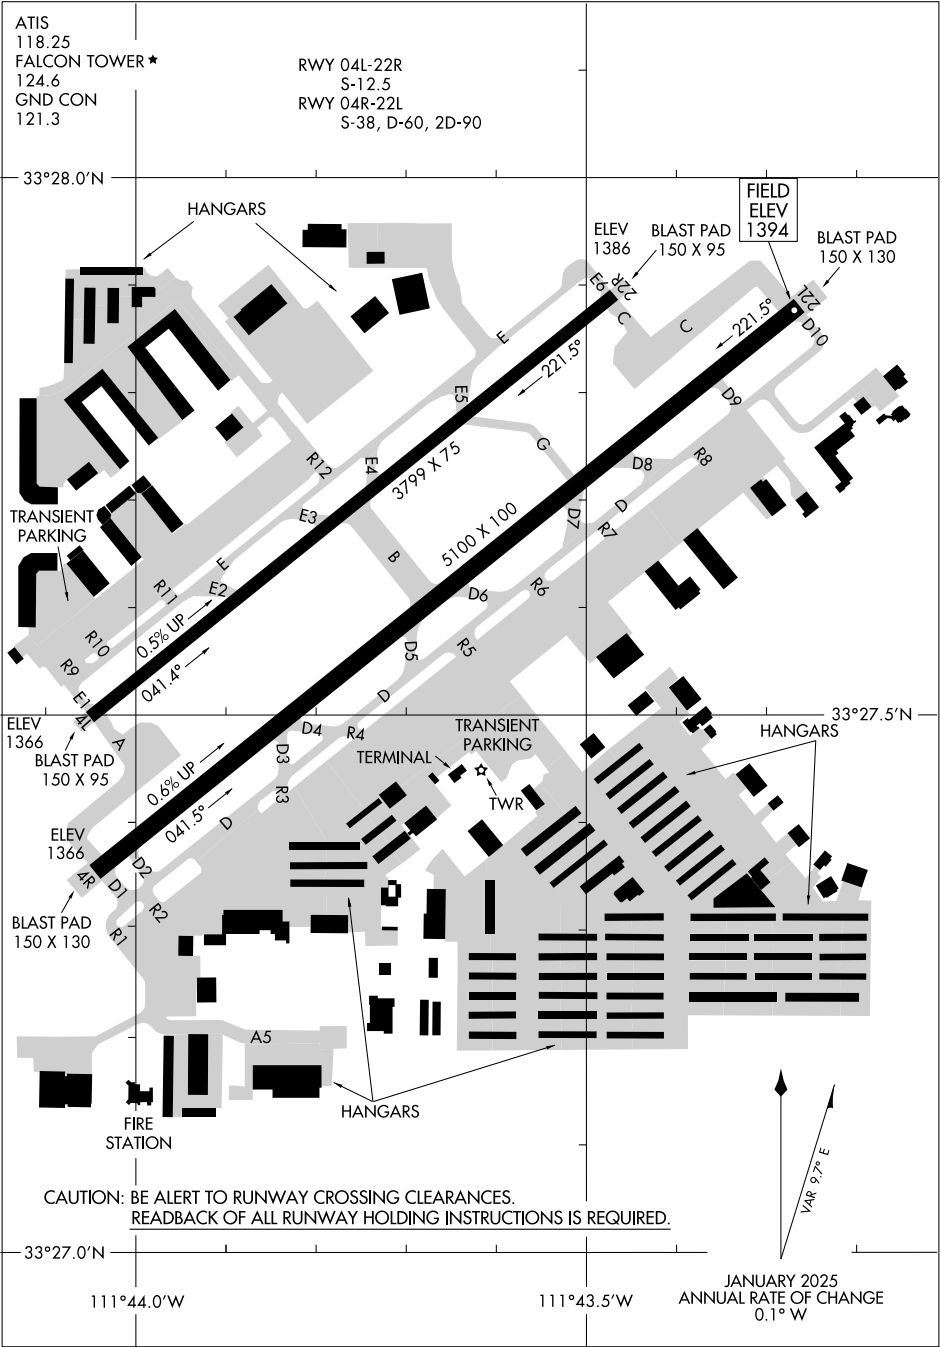 ATIS
118.25
FALCON TOWER★
124.6
GND CON
121.3
RWY 04L-22R
S-12.5
RWY 04R-22L
S-38, D-60, 2D-90
33°28.0'N
HANGARS
FIELD
ELEV
1394
ELEV
1386
BLAST PAD
150 X 95
BLAST PAD
150 X 130
E6
22R
C
C
221.5°
22L
D10
E
221.5°
E5
D9
G
R12
E4
3799 X 75
D8
R8
TRANSIENT
PARKING
E3
5100 X 100
D7
D
R7
B
E
R11
E2
D6
R6
R10
0.5% UP
R9
041.4°
D5
R5
E1
4L
D
ELEV
1366
A
D4
R4
TRANSIENT
PARKING
33°27.5'N
HANGARS
BLAST PAD
150 X 95
0.6% UP
D3
TERMINAL
R3
TWR
041.5°
D
ELEV
1366
D2
4R
D1
R2
BLAST PAD
150 X 130
R1
A5
HANGARS
FIRE
STATION
VAR 9.7° E
CAUTION: BE ALERT TO RUNWAY CROSSING CLEARANCES.
READBACK OF ALL RUNWAY HOLDING INSTRUCTIONS IS REQUIRED.
33°27.0'N
JANUARY 2025
ANNUAL RATE OF CHANGE
0.1° W
111°44.0'W
111°43.5'W